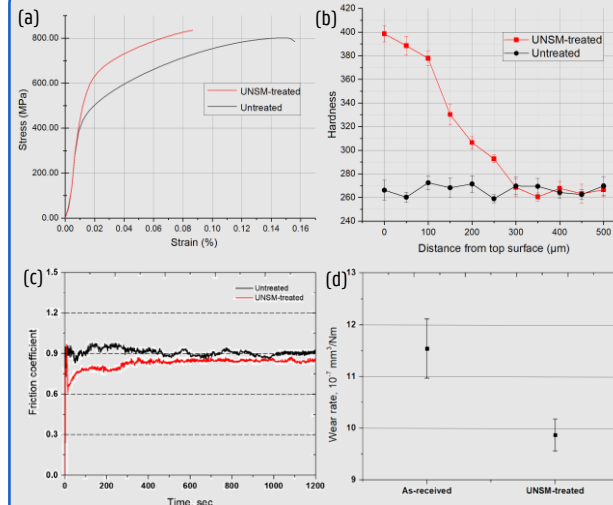 (a)
Stress (MPa)
800.00
600.00
400.00
200.00
0.00
UNSM-treated
Untreated
0.00 0.02 0.04 0.06 0.08 0.10 0.12 0.14 0.16
Strain (%)
(b)
Hardness
420
400
380
360
340
320
300
280
260
240
UNSM-treated
Untreated
0 100 200 300 400 500
Distance from top surface (µm)
(c)
Friction coefficient
1.5
1.2
0.9
0.6
0.3
0.0
Untreated
UNSM-treated
0 200 400 600 800 1000 1200
Time, sec
(d)
Wear rate, 10⁻⁷ mm³/Nm
13
12
11
10
9
As-received UNSM-treated